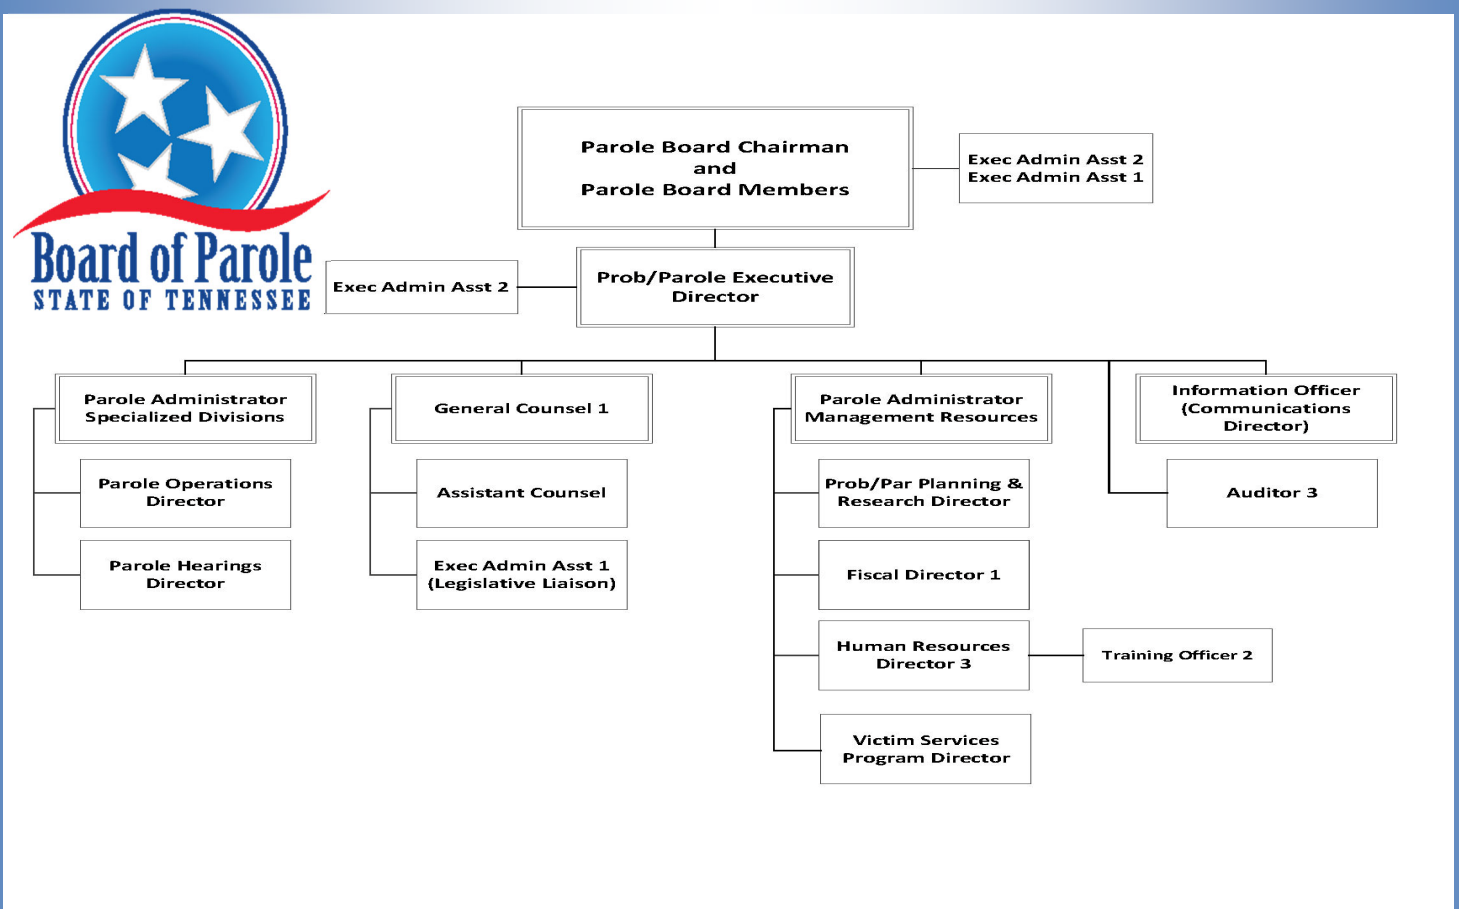 Board of Parole
STATE OF TENNESSEE
Parole Board Chairman
and
Parole Board Members
Exec Admin Asst 2
Exec Admin Asst 1
Exec Admin Asst 2
Prob/Parole Executive
Director
Parole Administrator
Specialized Divisions
Parole Operations
Director
Parole Hearings
Director
General Counsel 1
Assistant Counsel
Exec Admin Asst 1
(Legislative Liaison)
Parole Administrator
Management Resources
Prob/Par Planning &
Research Director
Fiscal Director 1
Human Resources
Director 3
Training Officer 2
Victim Services
Program Director
Information Officer
(Communications
Director)
Auditor 3